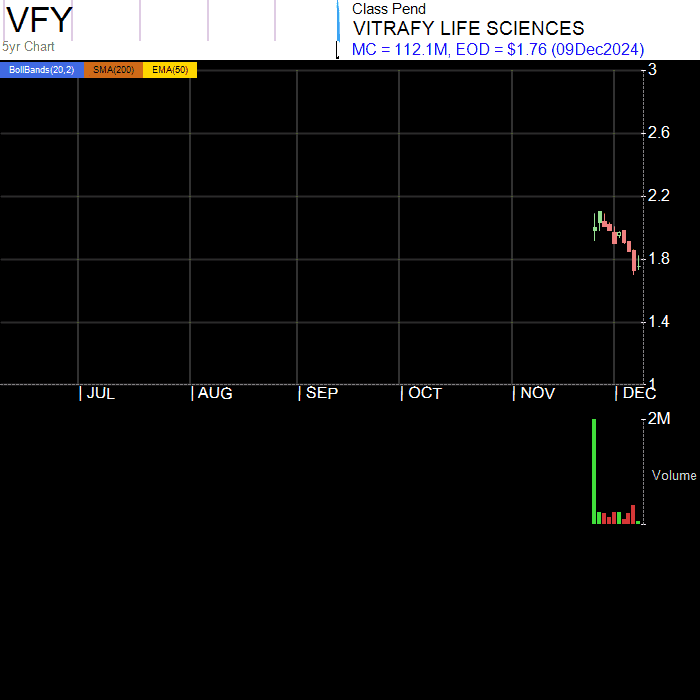 VFY
5yr Chart
Class Pend
VITRAFY LIFE SCIENCES
MC = 112.1M, EOD = $1.76 (09Dec2024)
BollBands(20,2) SMA(200) EMA(50)
3
2.6
2.2
1.8
1.4
1
| JUL | AUG | SEP | OCT | NOV | DEC
2M
Volume